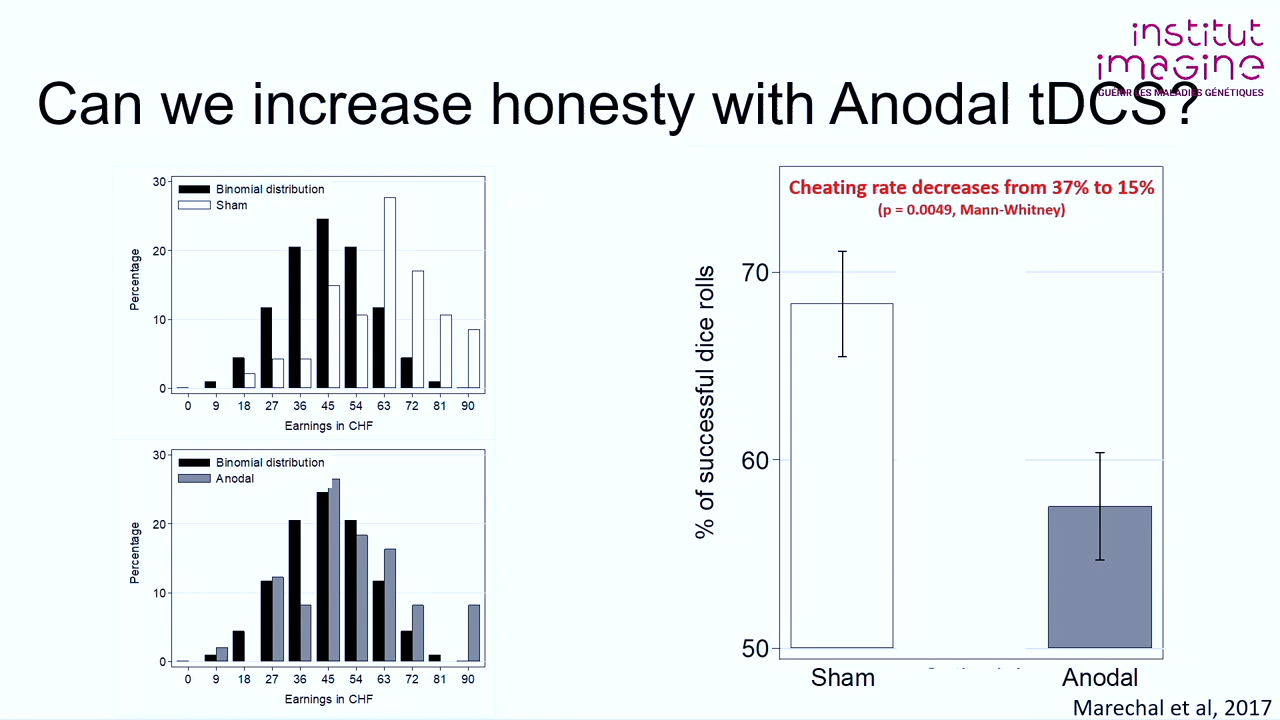 institut
imagine
GUÉRIR LES MALADIES GÉNÉTIQUES
Can we increase honesty with Anodal tDCS?
30
20
10
0
Percentage
Binomial distribution
Sham
0 9 18 27 36 45 54 63 72 81 90
Earnings in CHF
30
20
10
0
Percentage
Binomial distribution
Anodal
0 9 18 27 36 45 54 63 72 81 90
Earnings in CHF
Cheating rate decreases from 37% to 15%
(p = 0.0049, Mann-Whitney)
% of successful dice rolls
70
60
50
Sham Anodal
Marechal et al, 2017